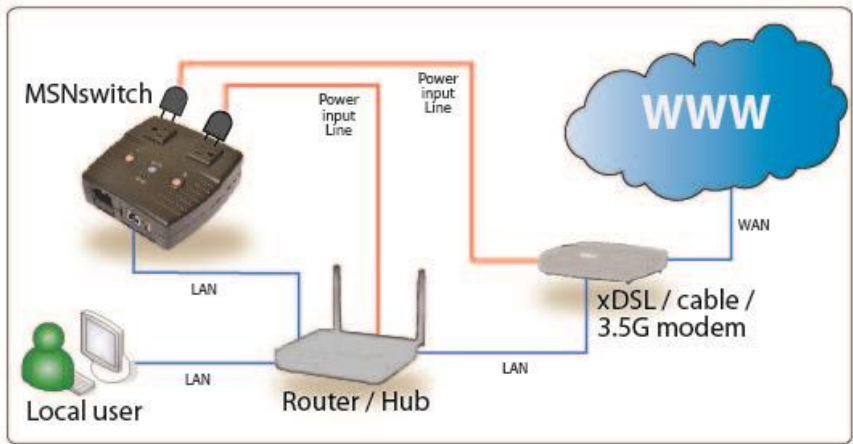 MSNswitch
Power
input
Line
Power
input
Line
WWW
WAN
LAN
xDSL / cable /
3.5G modem
LAN
LAN
Router / Hub
Local user